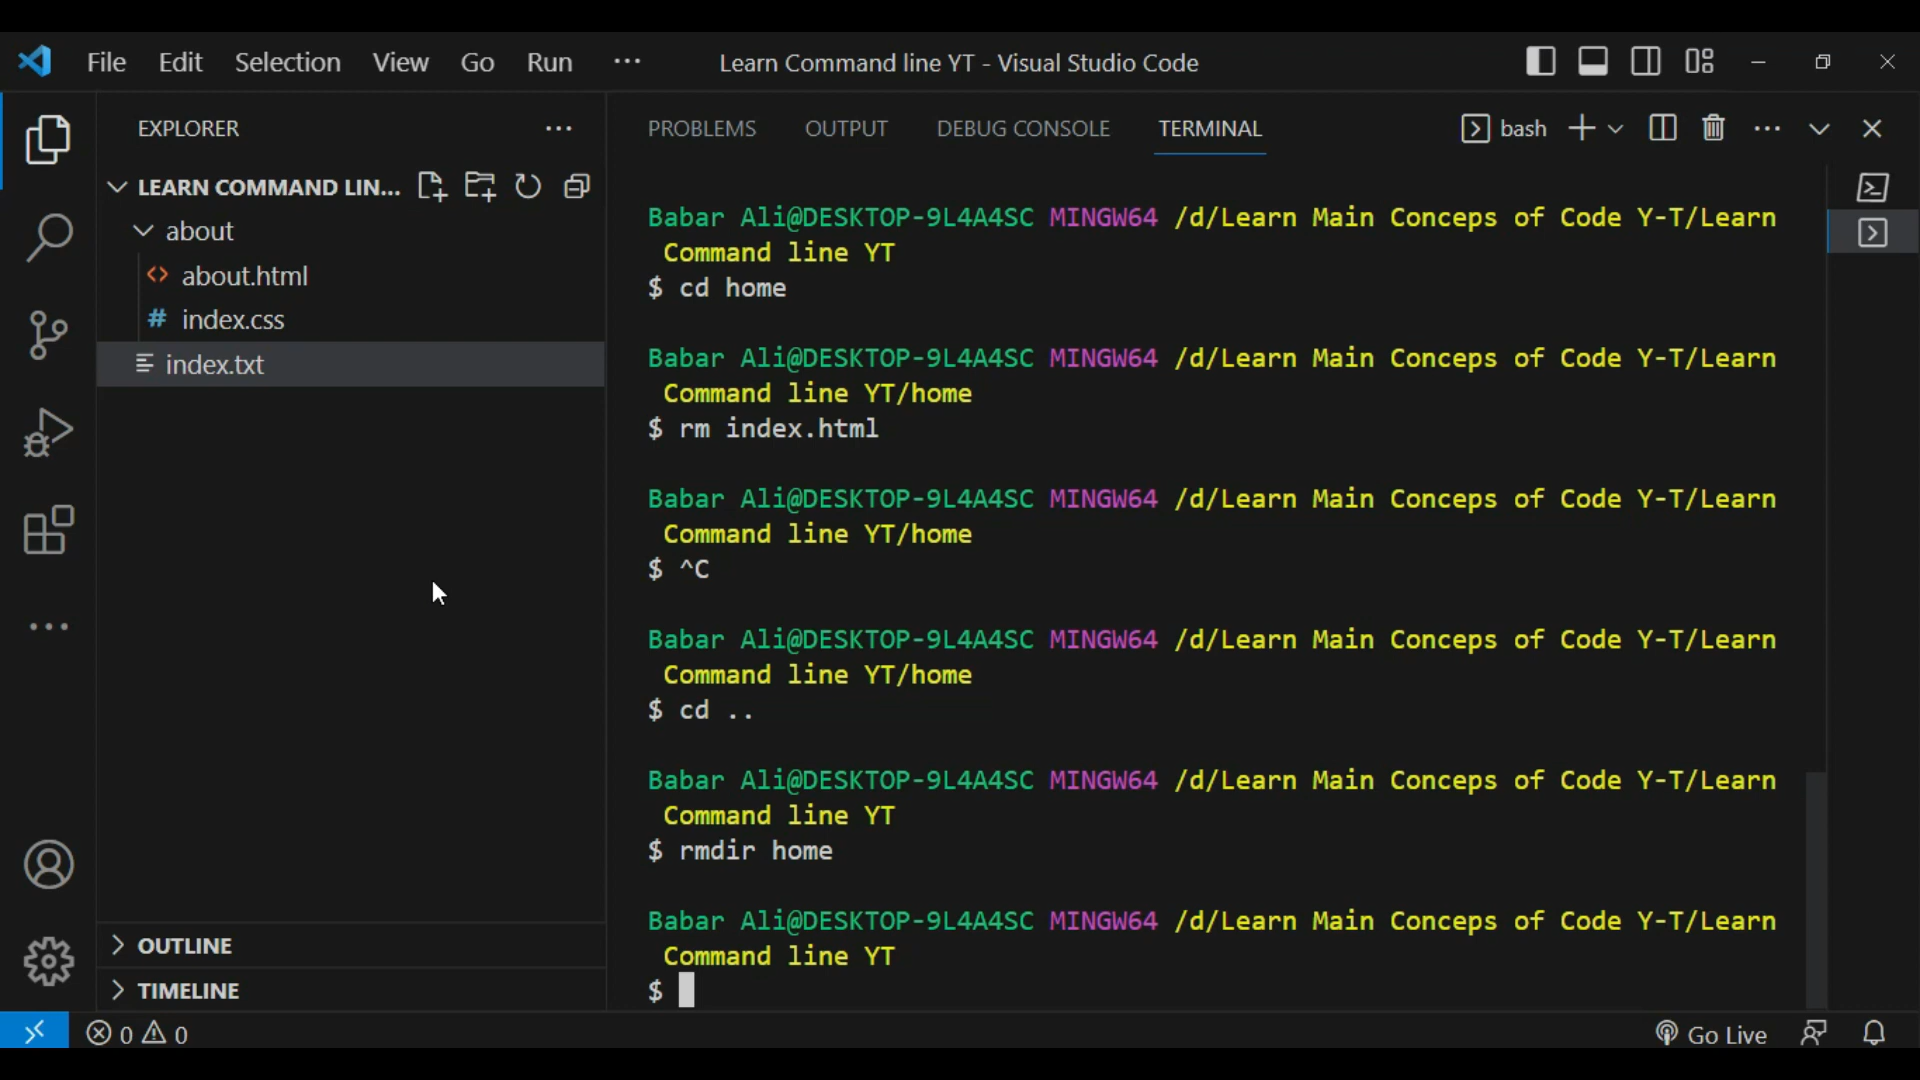 File Edit Selection View Go Run ··· Learn Command line YT - Visual Studio Code
EXPLORER ···
PROBLEMS OUTPUT DEBUG CONSOLE TERMINAL bash ···
LEARN COMMAND LIN...
about
about.html
index.css
index.txt
Babar Ali@DESKTOP-9L4A4SC MINGW64 /d/Learn Main Conceps of Code Y-T/Learn
Command line YT
$ cd home
Babar Ali@DESKTOP-9L4A4SC MINGW64 /d/Learn Main Conceps of Code Y-T/Learn
Command line YT/home
$ rm index.html
Babar Ali@DESKTOP-9L4A4SC MINGW64 /d/Learn Main Conceps of Code Y-T/Learn
Command line YT/home
$ ^C
Babar Ali@DESKTOP-9L4A4SC MINGW64 /d/Learn Main Conceps of Code Y-T/Learn
Command line YT/home
$ cd ..
Babar Ali@DESKTOP-9L4A4SC MINGW64 /d/Learn Main Conceps of Code Y-T/Learn
Command line YT
$ rmdir home
Babar Ali@DESKTOP-9L4A4SC MINGW64 /d/Learn Main Conceps of Code Y-T/Learn
Command line YT
$
OUTLINE
TIMELINE
0 0 Go Live